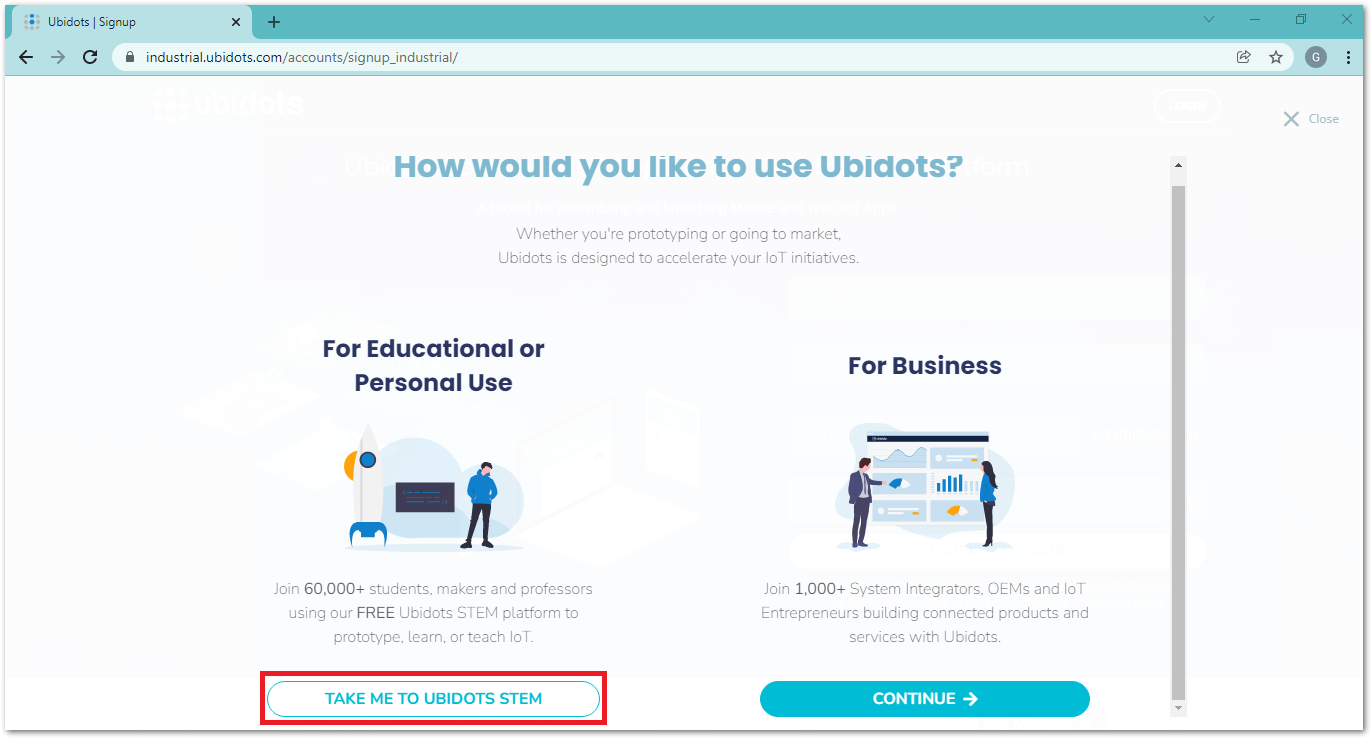 Ubidots | Signup
industrial.ubidots.com/accounts/signup_industrial/
G
ubidots
LOGIN
Close
How would you like to use Ubidots?
Whether you're prototyping or going to market,
Ubidots is designed to accelerate your IoT initiatives.
For Educational or
Personal Use
Join 60,000+ students, makers and professors
using our FREE Ubidots STEM platform to
prototype, learn, or teach IoT.
TAKE ME TO UBIDOTS STEM
For Business
Join 1,000+ System Integrators, OEMs and IoT
Entrepreneurs building connected products and
services with Ubidots.
CONTINUE →